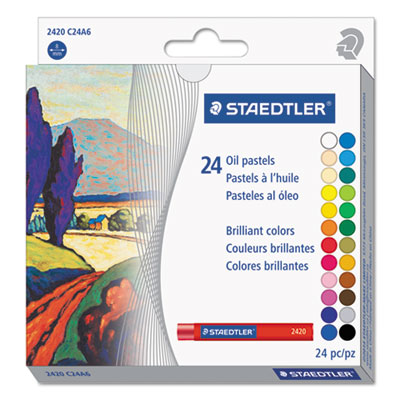 2420 C24A6
STAEDTLER
24 Oil pastels
Pastels à l'huile
Pasteles al óleo
Brilliant colors
Couleurs brillantes
Colores brillantes
STAEDTLER 2420
24 pc/pz
2420 C24A6